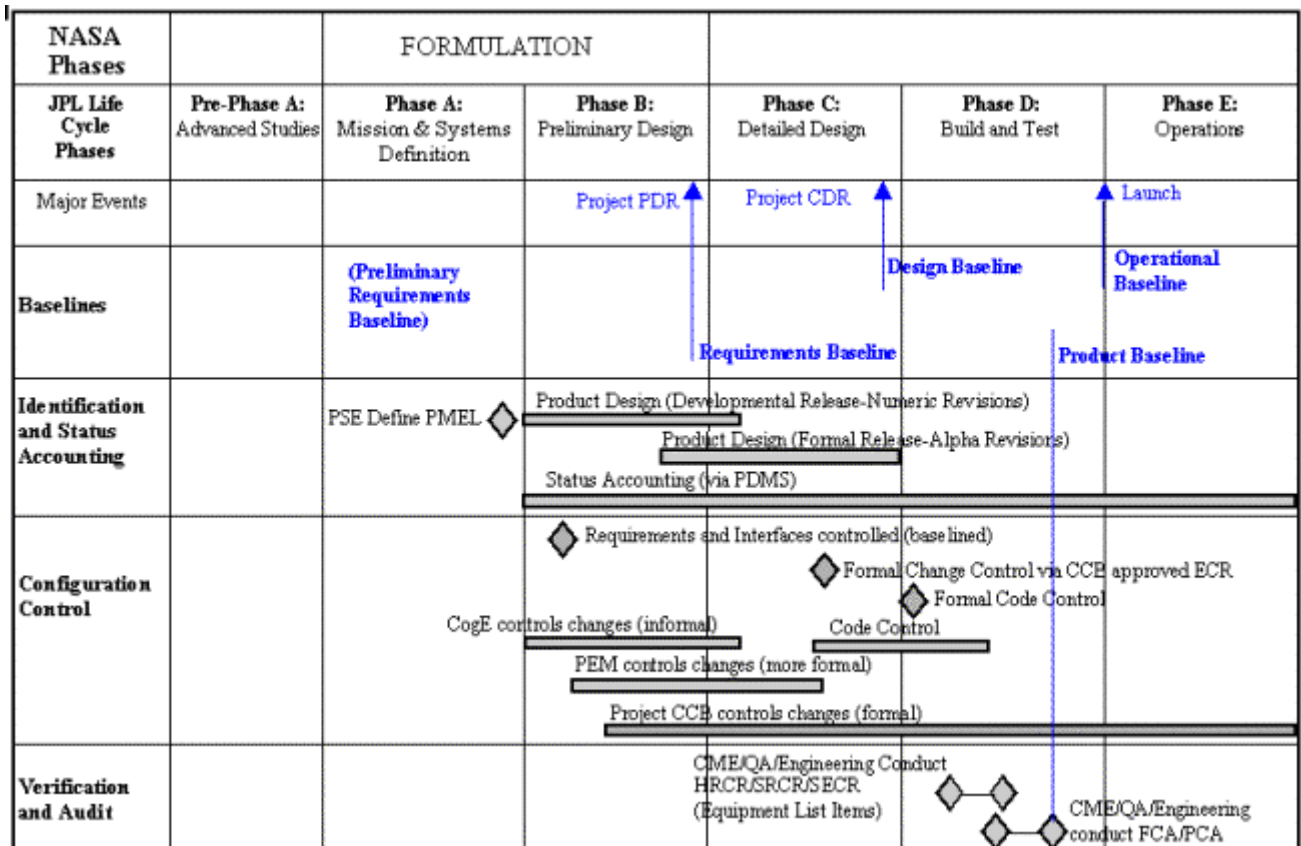 NASA
Phases
FORMULATION
JPL Life
Cycle
Phases
Pre-Phase A:
Advanced Studies
Phase A:
Mission & Systems
Definition
Phase B:
Preliminary Design
Phase C:
Detailed Design
Phase D:
Build and Test
Phase E:
Operations
Major Events
Project PDR
Project CDR
Launch
Baselines
(Preliminary
Requirements
Baseline)
Requirements Baseline
Design Baseline
Product Baseline
Operational
Baseline
Identification
and Status
Accounting
PSE Define PMEL
Product Design (Developmental Release-Numeric Revisions)
Product Design (Formal Release-Alpha Revisions)
Status Accounting (via PDMS)
Configuration
Control
Requirements and Interfaces controlled (baselined)
Formal Change Control via CCB approved ECR
Formal Code Control
CogE controls changes (informal)
Code Control
PEM controls changes (more formal)
Project CCB controls changes (formal)
Verification
and Audit
CME/QA/Engineering Conduct
HRCR/SRCR/SECR
(Equipment List Items)
CME/QA/Engineering
conduct FCA/PCA